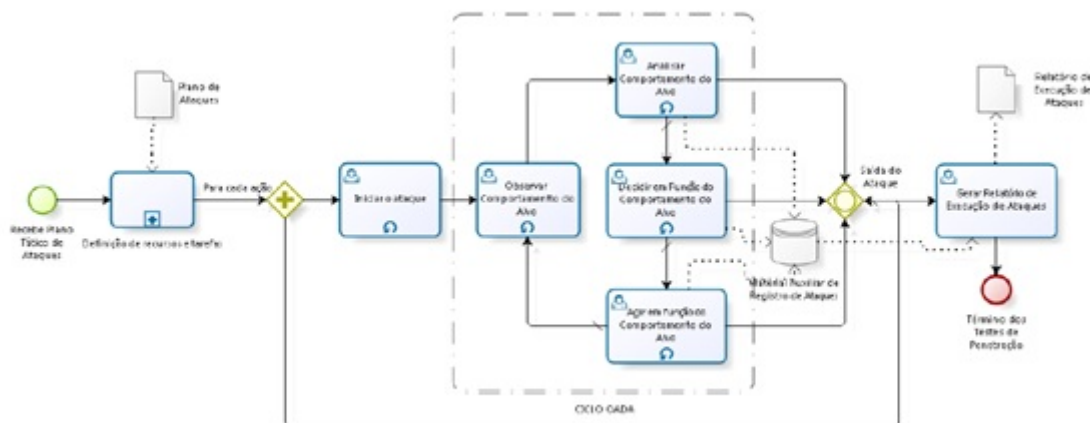 Plano de
Ataques
Recebe Plano
Tático de
Ataques
Definição de recursos e tarefas
Para cada ação
Iniciar o ataque
Observar
Comportamento do
Alvo
Analisar
Comportamento do
Alvo
Decidir em Função do
Comportamento do
Alvo
Agir em Função do
Comportamento do
Alvo
CICLO OADA
Saída do
Ataque
Material Auxiliar de
Registro de Ataques
Relatório de
Execução de
Ataques
Gerar Relatório de
Execução de Ataques
Término dos
Testes de
Penetração